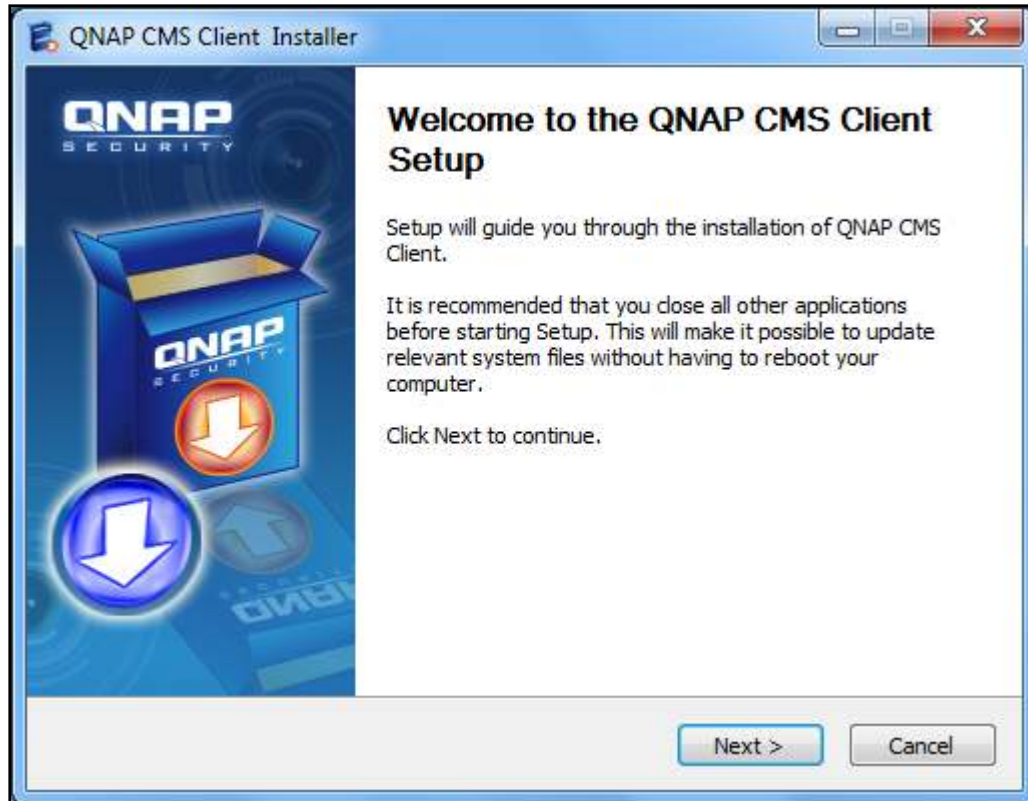 QNAP CMS Client Installer
QNAP
SECURITY
Welcome to the QNAP CMS Client
Setup
Setup will guide you through the installation of QNAP CMS
Client.
It is recommended that you close all other applications
before starting Setup. This will make it possible to update
relevant system files without having to reboot your
computer.
Click Next to continue.
QNAP
SECURITY
QNAP
Next >
Cancel